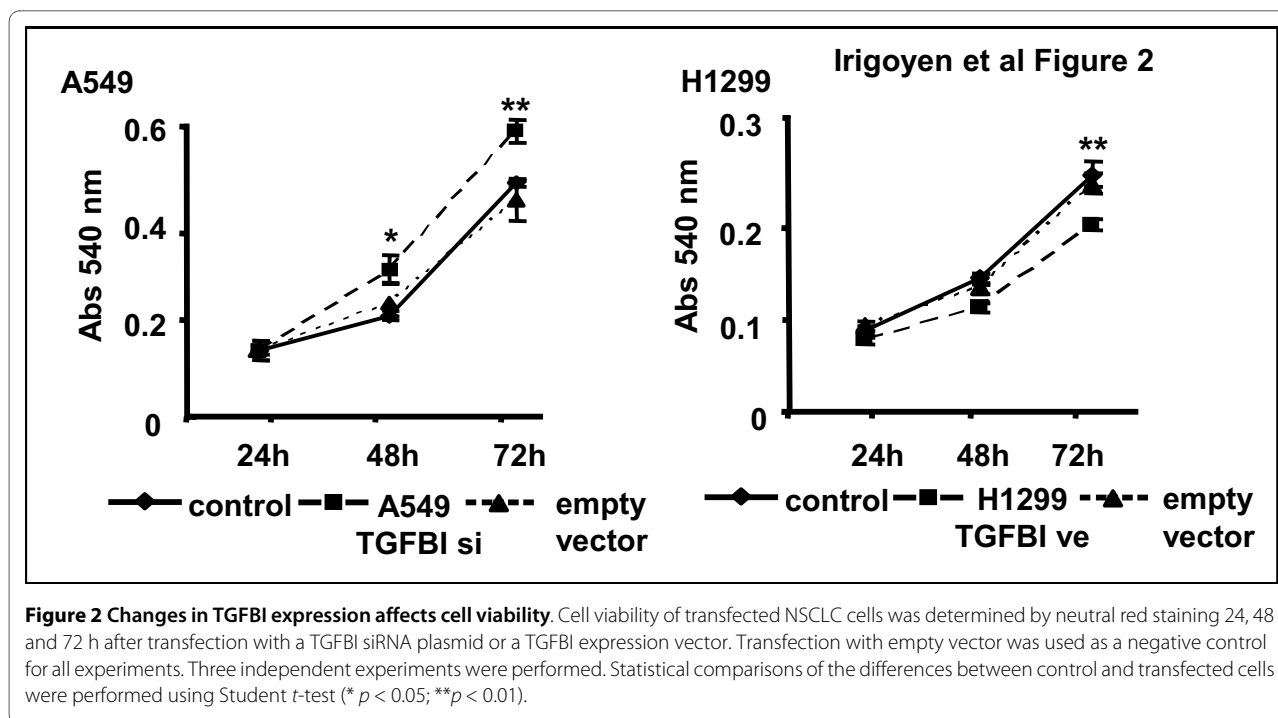 Irigoyen et al Figure 2
A549
Abs 540 nm
0.6
0.4
0.2
0
*
**
24h 48h 72h
control A549 TGFBI si empty vector
H1299
Abs 540 nm
0.3
0.2
0.1
0
**
24h 48h 72h
control H1299 TGFBI ve empty vector
Figure 2 Changes in TGFBI expression affects cell viability. Cell viability of transfected NSCLC cells was determined by neutral red staining 24, 48
and 72 h after transfection with a TGFBI siRNA plasmid or a TGFBI expression vector. Transfection with empty vector was used as a negative control
for all experiments. Three independent experiments were performed. Statistical comparisons of the differences between control and transfected cells
were performed using Student t-test (* p < 0.05; **p < 0.01).